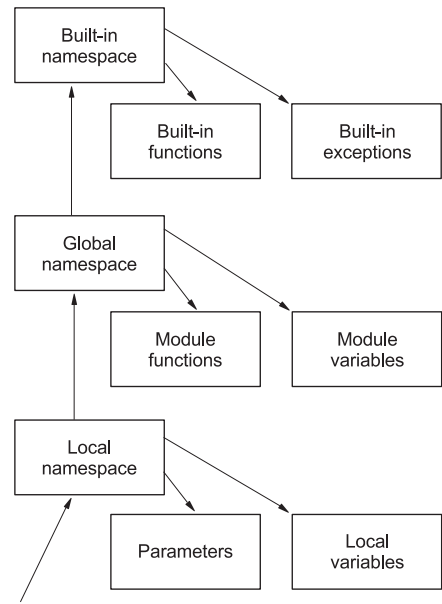 Built-in
namespace
Built-in
functions
Built-in
exceptions
Global
namespace
Module
functions
Module
variables
Local
namespace
Parameters
Local
variables